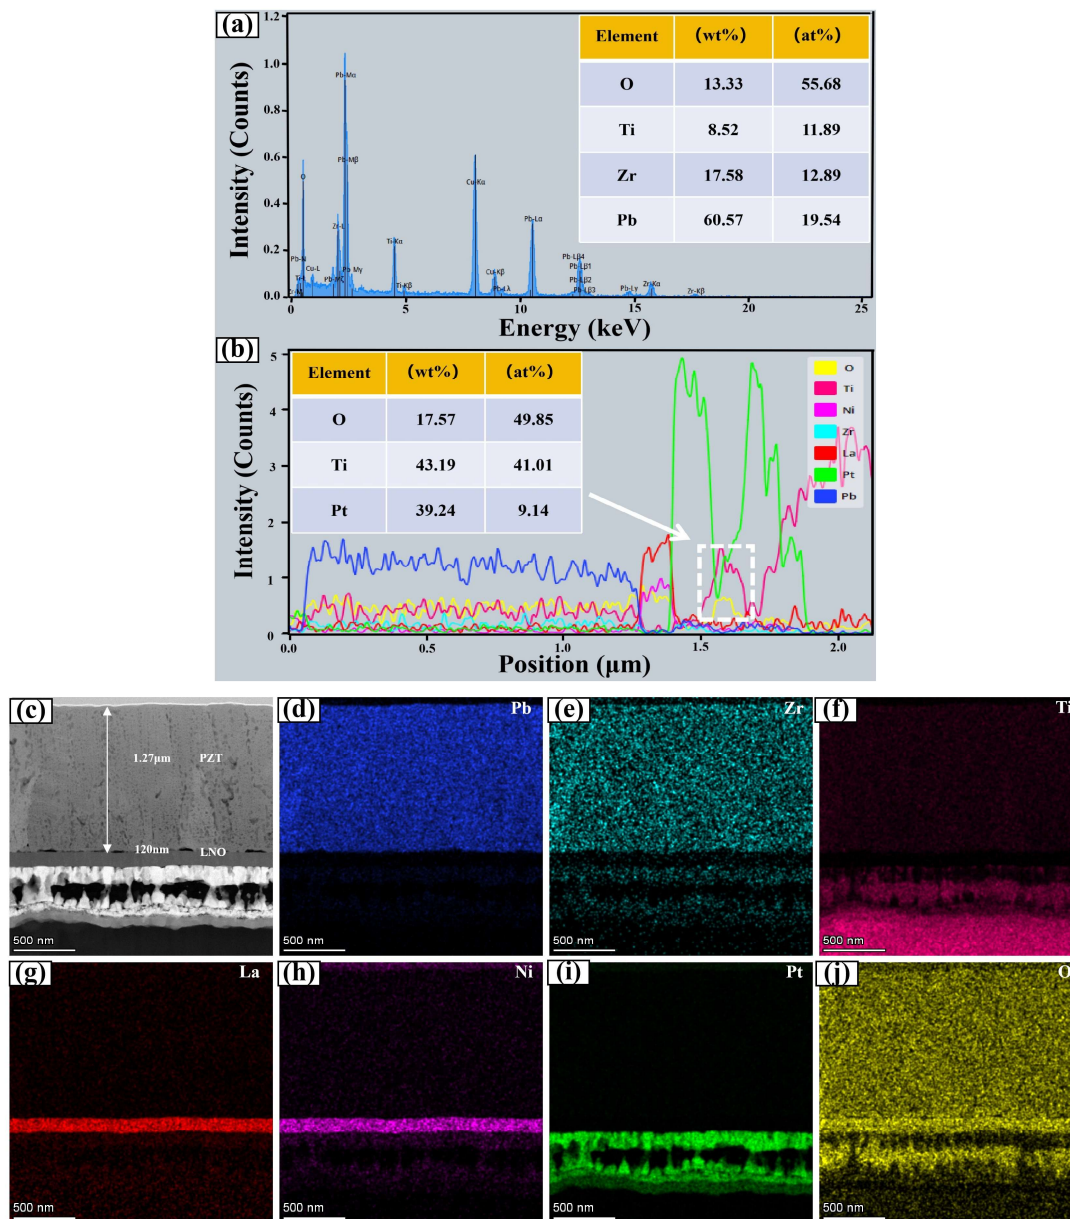 (a)
Intensity (Counts)
1.2
1.0
0.8
0.6
0.4
0.2
0.0
Pb-Mα
Pb-Mβ
O
Zr-L
Pb-N
Cu-L
Pb-Mζ
Pb-Mγ
Ti-L
Ti-Kα
Ti-Kβ
Cu-Kα
Cu-Kβ
Pb-Lλ
Pb-Lα
Pb-Lβ4
Pb-Lβ1
Pb-Lβ2
Pb-Lβ3
Pb-Lγ
Zr-Kα
Zr-Kβ
Element (wt%) (at%)
O 13.33 55.68
Ti 8.52 11.89
Zr 17.58 12.89
Pb 60.57 19.54
0 5 10 15 20 25
Energy (keV)
(b)
Intensity (Counts)
5
4
3
2
1
0
Element (wt%) (at%)
O 17.57 49.85
Ti 43.19 41.01
Pt 39.24 9.14
O
Ti
Ni
Zr
La
Pt
Pb
0.0 0.5 1.0 1.5 2.0
Position (μm)
(c)
1.27μm
PZT
120nm
LNO
500 nm
(d)
Pb
500 nm
(e)
Zr
500 nm
(f)
Ti
500 nm
(g)
La
500 nm
(h)
Ni
500 nm
(i)
Pt
500 nm
(j)
O
500 nm